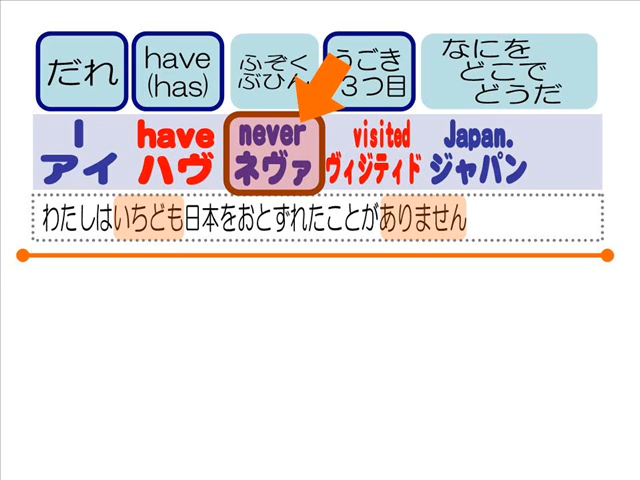 だれ
have
(has)
ふぞく
ぶひん
うごき
３つ目
なにを
どこで
どうだ
I have never visited Japan.
アイ ハヴ ネヴァ ヴィジティド ジャパン
わたしはいちども日本をおとずれたことがありません